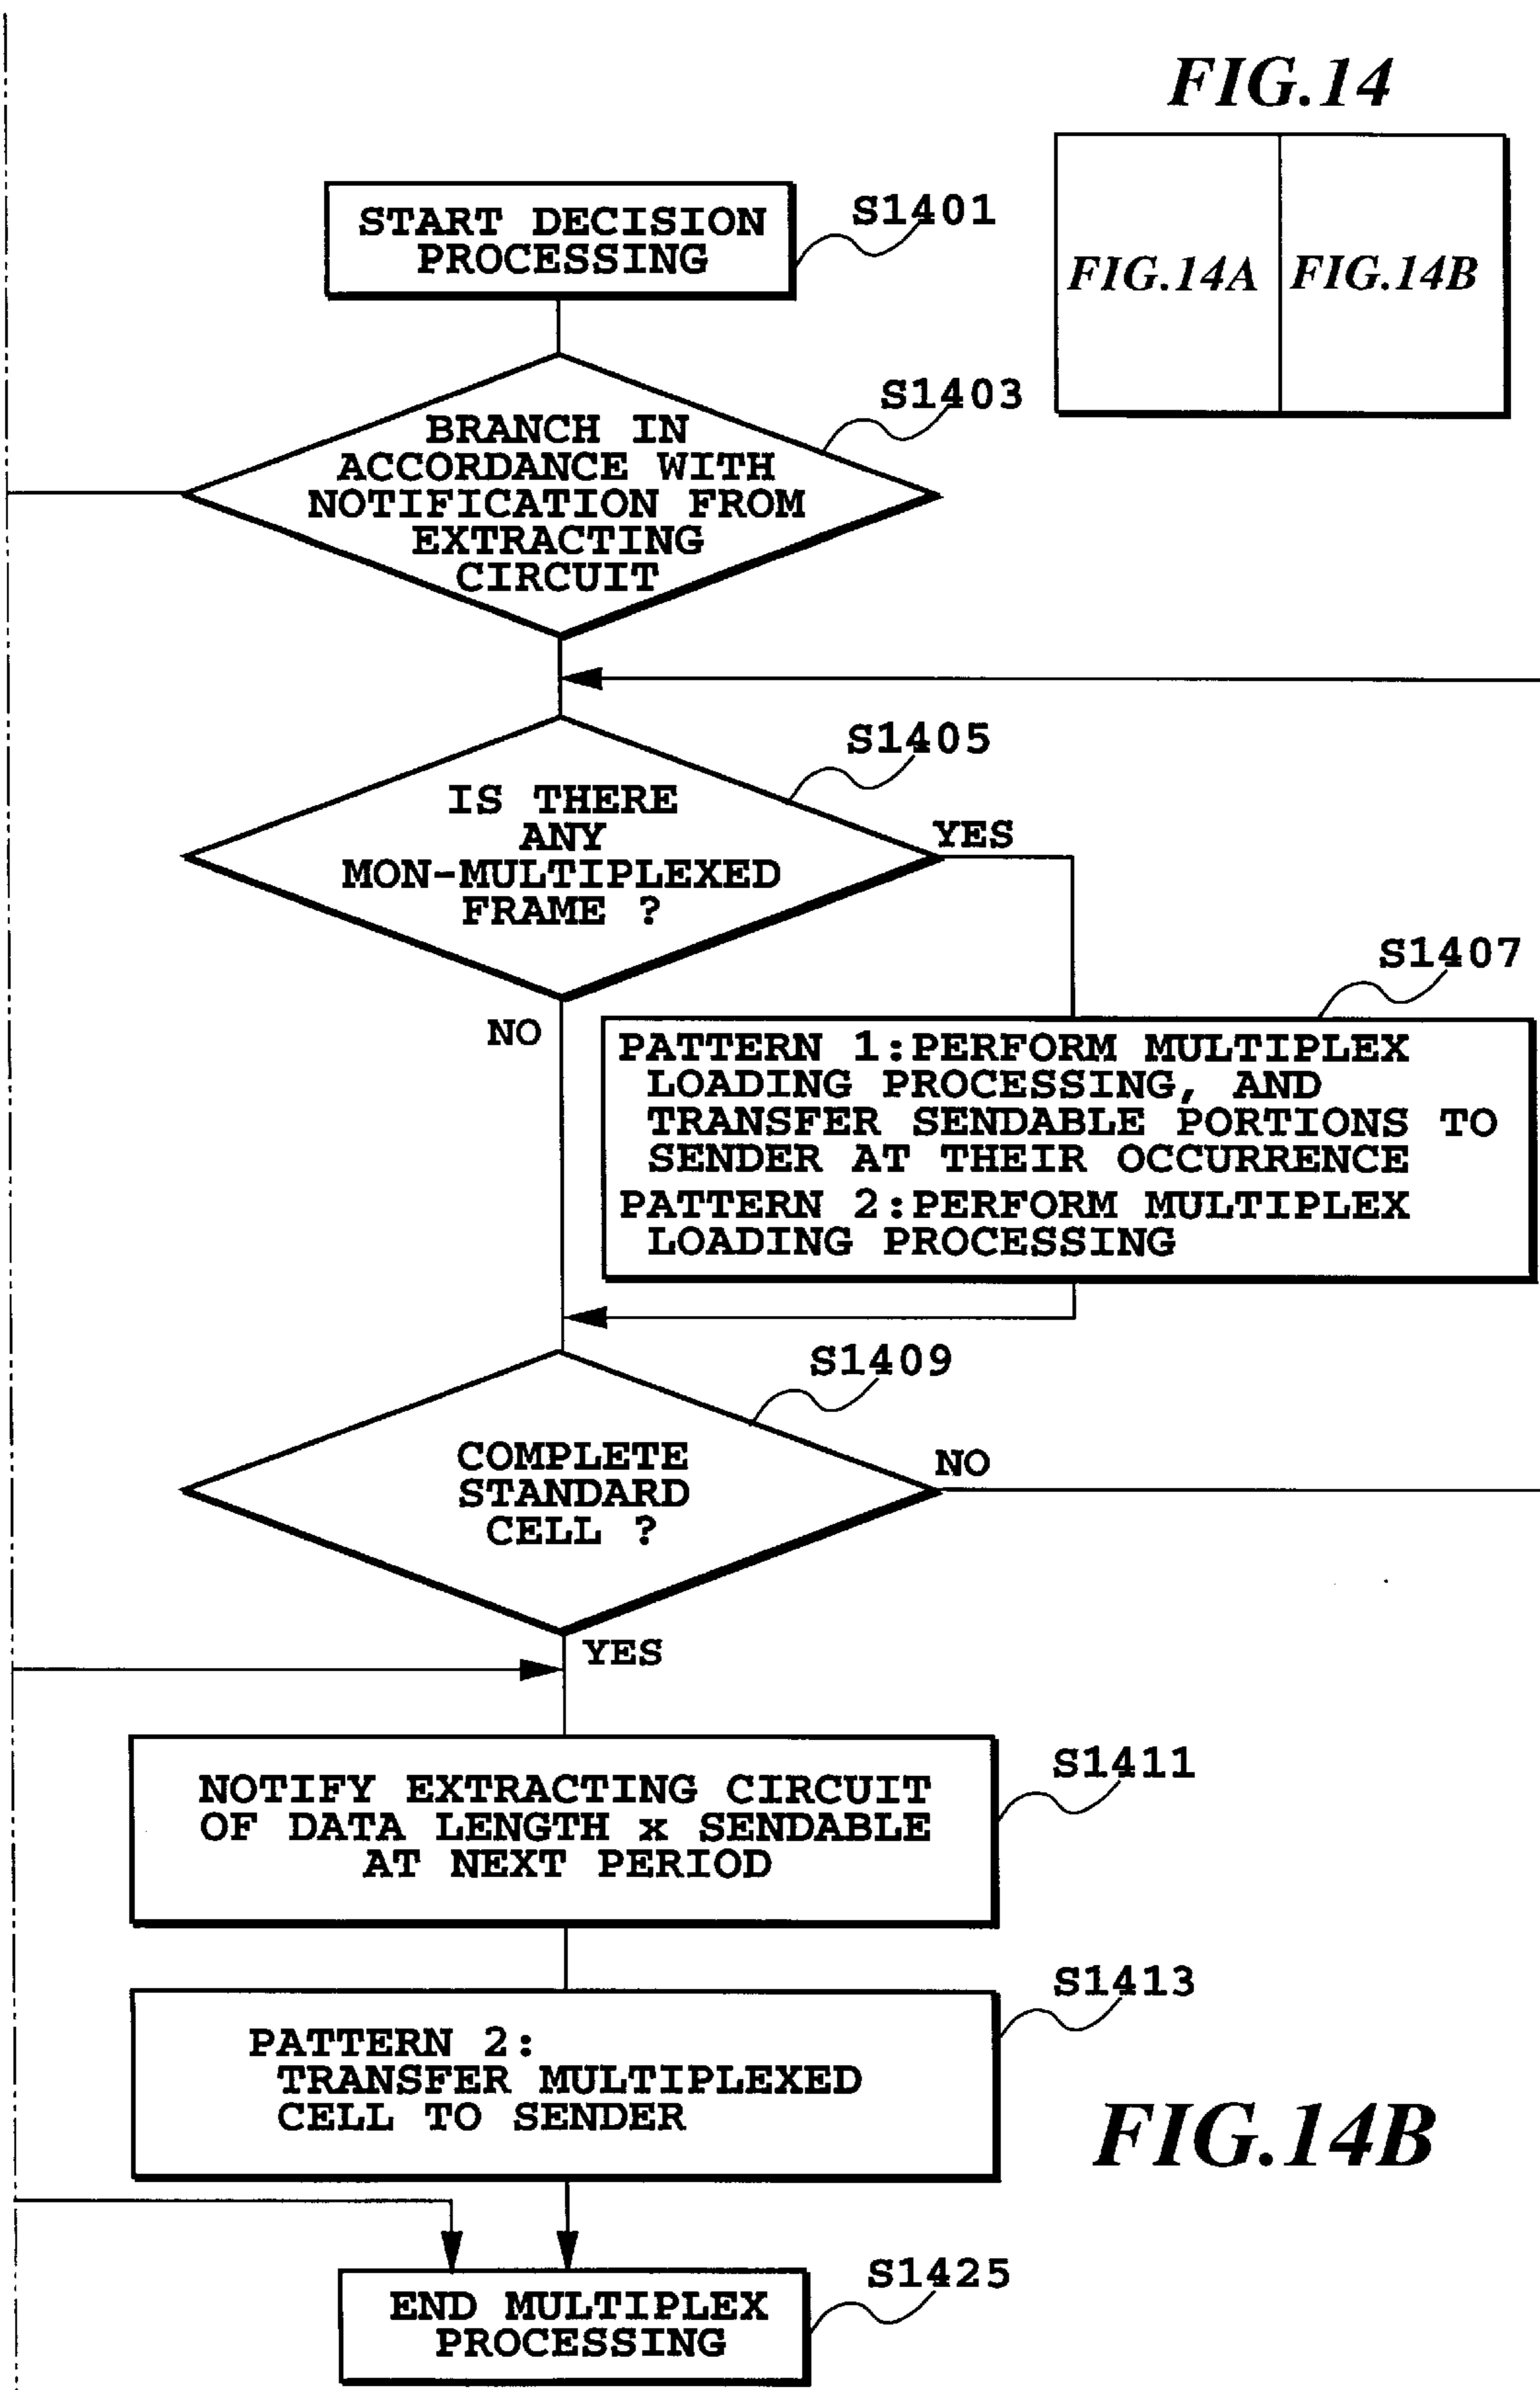 FIG.14
FIG.14A
FIG.14B
START DECISION
PROCESSING
S1401
S1403
BRANCH IN
ACCORDANCE WITH
NOTIFICATION FROM
EXTRACTING
CIRCUIT
S1405
IS THERE
ANY
MON-MULTIPLEXED
FRAME ?
YES
NO
S1407
PATTERN 1:PERFORM MULTIPLEX
LOADING PROCESSING, AND
TRANSFER SENDABLE PORTIONS TO
SENDER AT THEIR OCCURRENCE
PATTERN 2:PERFORM MULTIPLEX
LOADING PROCESSING
S1409
COMPLETE
STANDARD
CELL ?
NO
YES
S1411
NOTIFY EXTRACTING CIRCUIT
OF DATA LENGTH x SENDABLE
AT NEXT PERIOD
S1413
PATTERN 2:
TRANSFER MULTIPLEXED
CELL TO SENDER
FIG.14B
S1425
END MULTIPLEX
PROCESSING